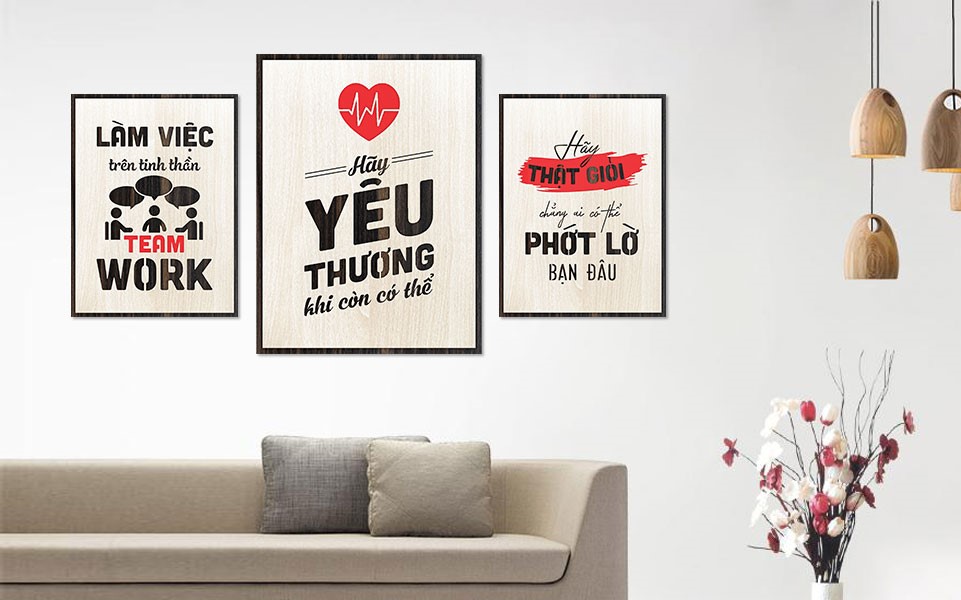 LÀM VIỆC
trên tinh thần
TEAM
WORK
Hãy
YÊU
THƯƠNG
khi còn có thể
Hãy
THẬT GIỎI
chẳng ai có thể
PHỚT LỜ
BẠN ĐÂU